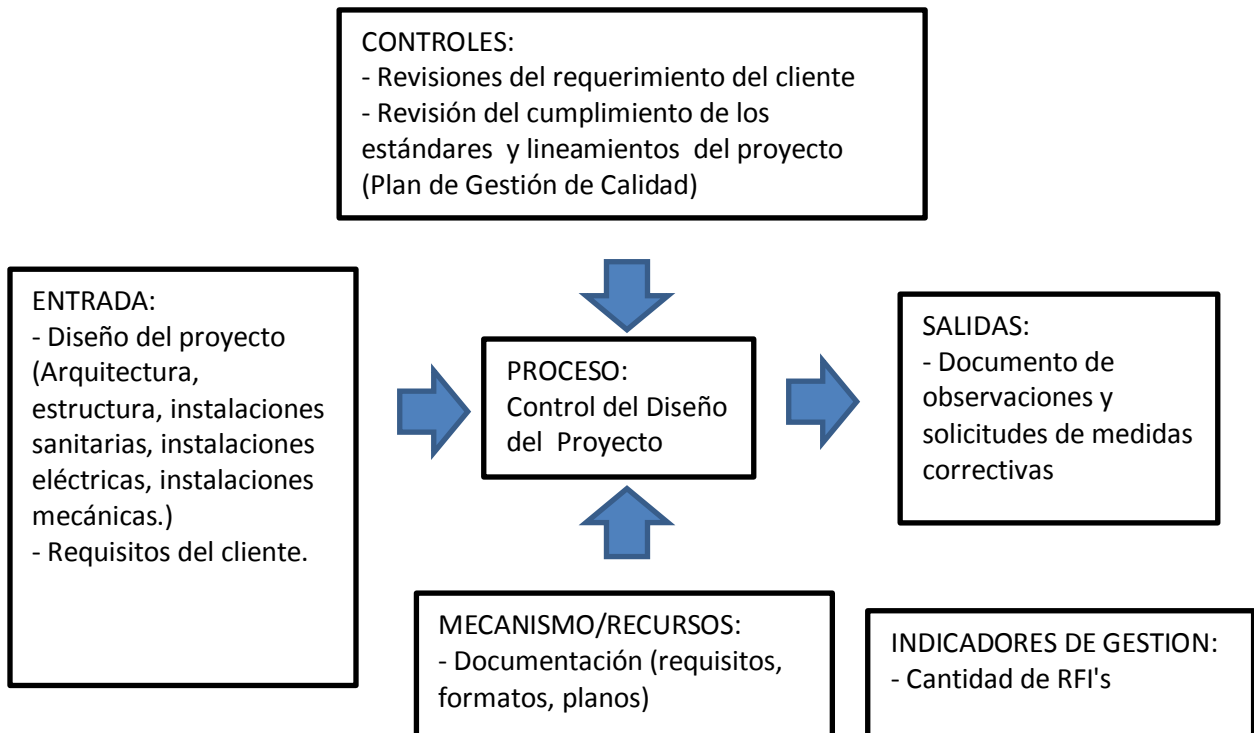 CONTROLES:
- Revisiones del requerimiento del cliente
- Revisión del cumplimiento de los
estándares y lineamientos del proyecto
(Plan de Gestión de Calidad)
ENTRADA:
- Diseño del proyecto
(Arquitectura,
estructura, instalaciones
sanitarias, instalaciones
eléctricas, instalaciones
mecánicas.)
- Requisitos del cliente.
PROCESO:
Control del Diseño
del Proyecto
SALIDAS:
- Documento de
observaciones y
solicitudes de medidas
correctivas
MECANISMO/RECURSOS:
- Documentación (requisitos,
formatos, planos)
INDICADORES DE GESTION:
- Cantidad de RFI's